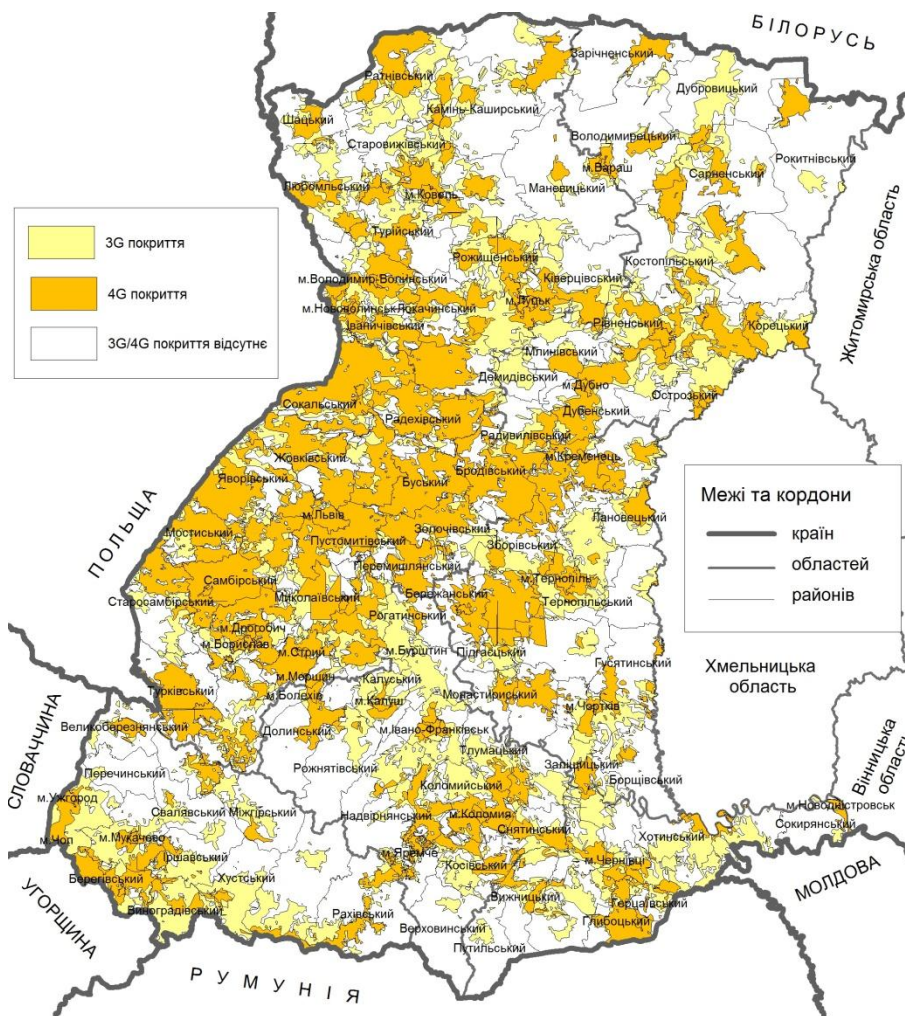 БІЛОРУСЬ
Зарічненський
Ратнівський
Дубровицький
Камінь-Каширський
Шацький
Володимирецький
Старовижівський
Рокитнівський
м.Вараш
Сарненський
Любомльський
м.Ковель
Маневицький
3G покриття
4G покриття
3G/4G покриття відсутнє
Турійський
Рожищенський
Костопільський
Житомирська область
м.Володимир-Волинський
Ківерцівський
м.Нововолинськ
Локачинський
м.Луцьк
Іваничівський
Рівненський
Корецький
Млинівський
Демидівський
м.Дубно
Острозький
Сокальський
Дубенський
Радехівський
Радивилівський
Жовківський
Бродівський
м.Кременець
Яворівський
Буський
Межі та кордони
країн
областей
районів
ПОЛЬЩА
м.Львів
Лановецький
Мостиський
Золочівський
Пустомитівський
Зборівський
Перемишлянський
Самбірський
м.Тернопіль
Бережанський
Миколаївський
Старосамбірський
Тернопільський
Рогатинський
м.Дрогобич
м.Борислав
м.Стрий
м.Бурштин
Підгаєцький
Гусятинський
Хмельницька
область
м.Моршин
Калуський
Турківський
м.Болехів
Монастириський
м.Калуш
м.Чортків
Великоберезнянський
Долинський
м.Івано-Франківськ
СЛОВАЧЧИНА
Тлумацький
Рожнятівський
Заліщицький
Борщівський
Перечинський
Коломийський
Вінницька
область
м.Ужгород
Свалявський
Міжгірський
Надвірнянський
м.Коломия
м.Новодністровськ
Снятинський
Хотинський
Сокирянський
м.Чоп
м.Мукачево
Іршавський
м.Яремче
Косівський
м.Чернівці
Берегівський
Хустський
МОЛДОВА
Вижницький
Герцаївський
Виноградівський
Рахівський
Глибоцький
УГОРЩИНА
Верховинський
Путильський
РУМУНІЯ